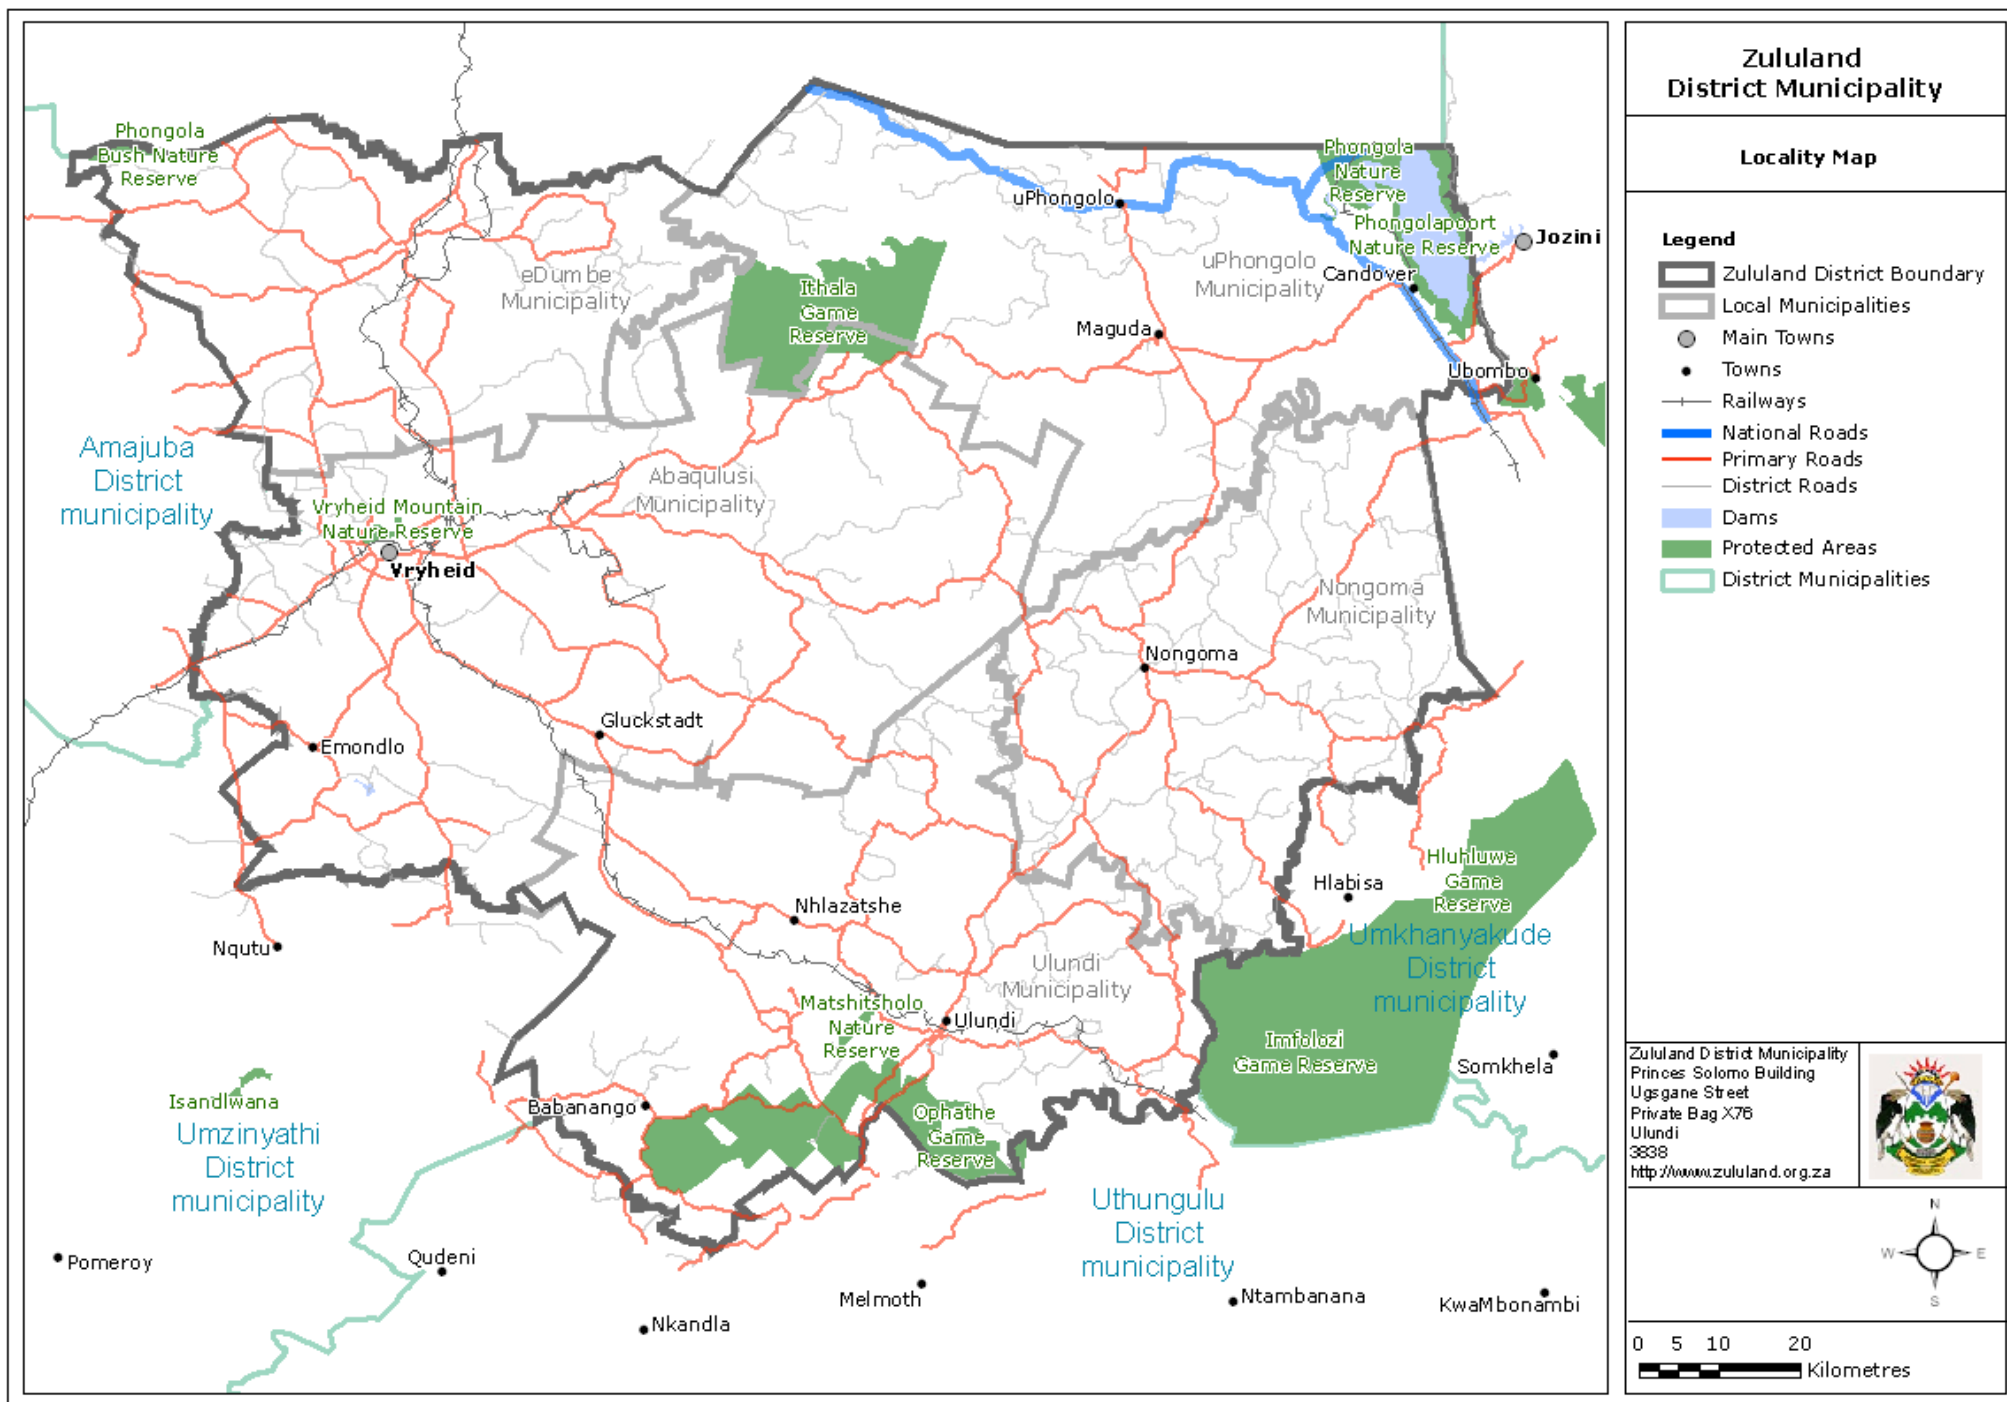 Zululand
District Municipality
Locality Map
Legend
Zululand District Boundary
Local Municipalities
Main Towns
Towns
Railways
National Roads
Primary Roads
District Roads
Dams
Protected Areas
District Municipalities
Zululand District Municipality
Princes Solomo Building
Ugsgane Street
Private Bag X76
Ulundi
3838
http://www.zululand.org.za
N
W
E
S
0 5 10 20
Kilometres
Phongola
Bush Nature
Reserve
Phongola
Nature
Reserve
uPhongolo
Phongolapoort
Nature Reserve
Jozini
eDumbe
Municipality
uPhongolo
Municipality
Candover
Ithala
Game
Reserve
Maguda
Ubombo
Amajuba
District
municipality
Abaqulusi
Municipality
Vryheid Mountain
Nature Reserve
Vryheid
Nongoma
Municipality
Nongoma
Gluckstadt
Emondlo
Hluhluwe
Game
Reserve
Hlabisa
Nhlazatshe
Nqutu
Umkhanyakude
District
municipality
Ulundi
Municipality
Matshitsholo
Nature
Reserve
Ulundi
Imfolozi
Game Reserve
Somkhela
Isandlwana
Babanango
Ophathe
Game
Reserve
Umzinyathi
District
municipality
Uthungulu
District
municipality
Pomeroy
Qudeni
Melmoth
Ntambanana
KwaMbonambi
Nkandla